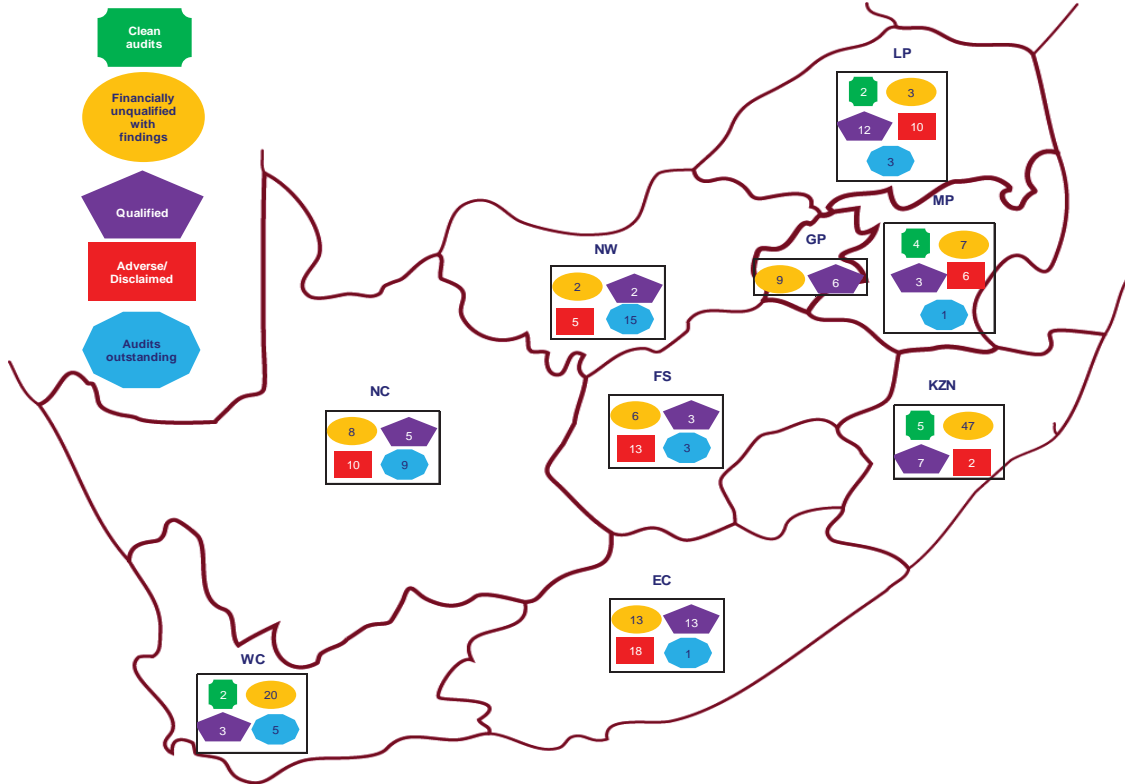 Clean
audits
Financially
unqualified
with
findings
Qualified
Adverse/
Disclaimed
Audits
outstanding
LP
2 3
12 10
3
MP
4 7
3 6
1
GP
9 6
NW
2 2
5 15
FS
6 3
13 3
KZN
5 47
7 2
NC
8 5
10 9
EC
13 13
18 1
WC
2 20
3 5